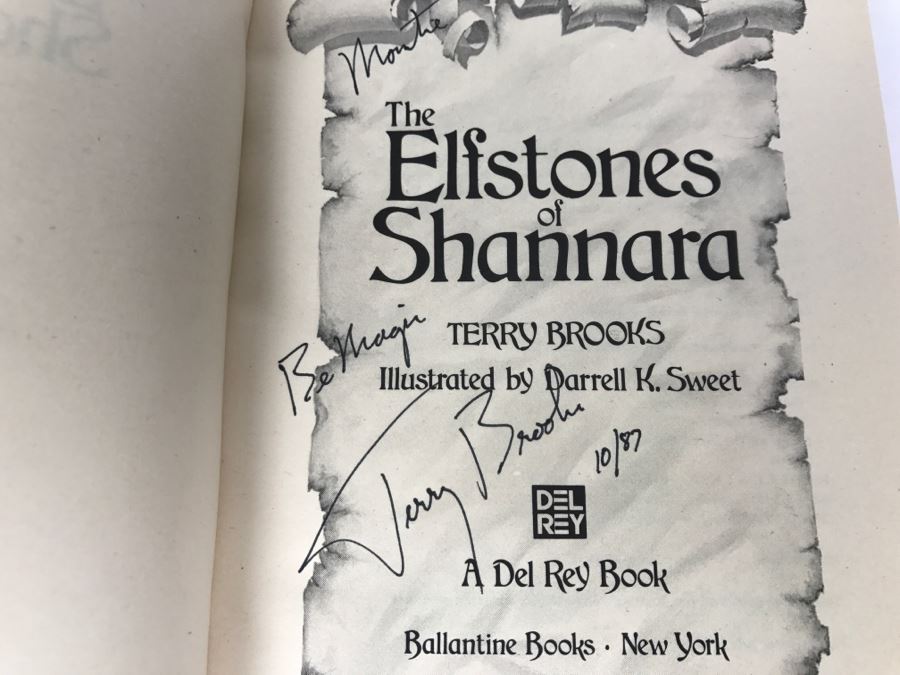 Montie
The
Elfstones
of
Shannara
TERRY BROOKS
Be Magic
Illustrated by Darrell K. Sweet
Terry Brooks
10/87
DEL
REY
A Del Rey Book
Ballantine Books · New York